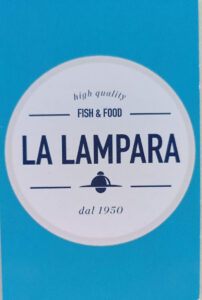 high quality
FISH & FOOD
LA LAMPARA
dal 1950